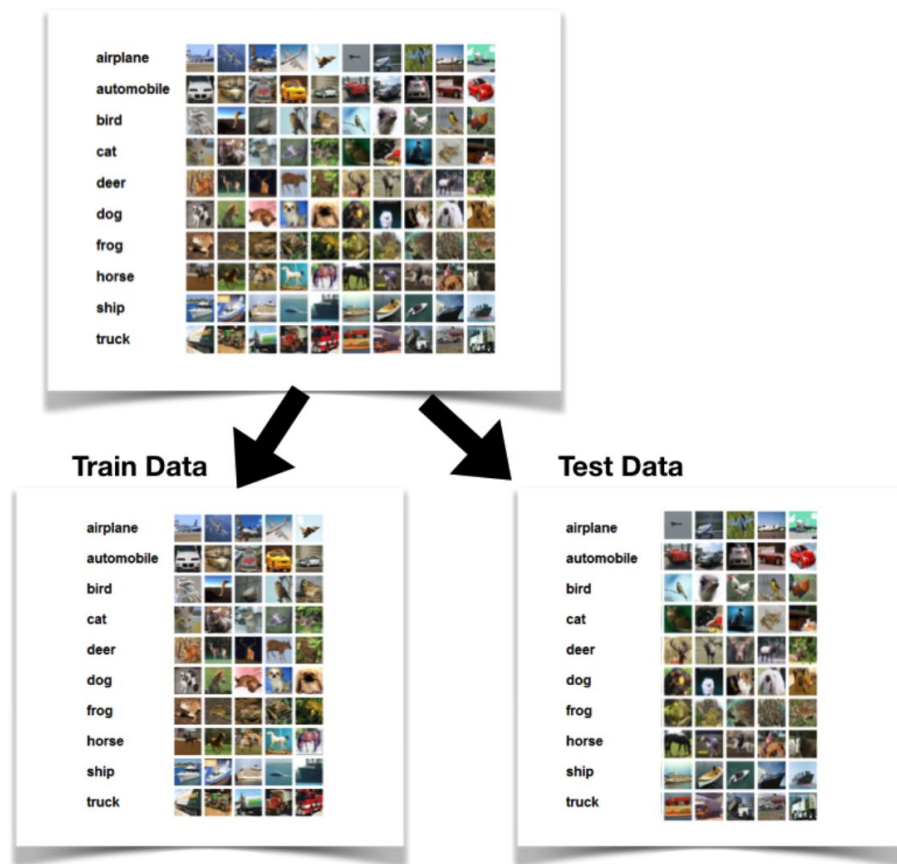 airplane
automobile
bird
cat
deer
dog
frog
horse
ship
truck
Train Data
airplane
automobile
bird
cat
deer
dog
frog
horse
ship
truck
Test Data
airplane
automobile
bird
cat
deer
dog
frog
horse
ship
truck